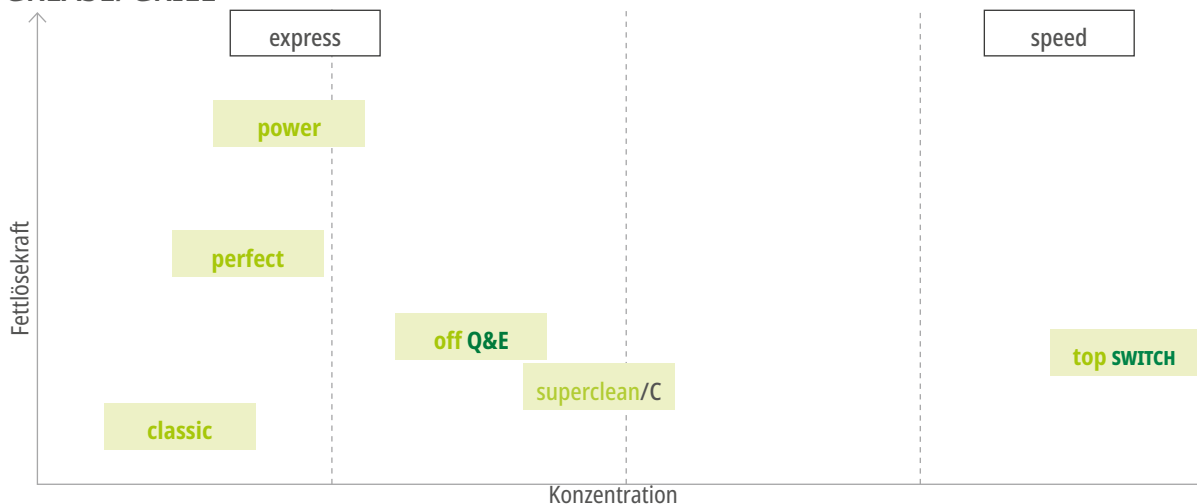 express
speed
power
perfect
Fettlösekraft
off Q&E
top SWITCH
superclean/C
classic
Konzentration